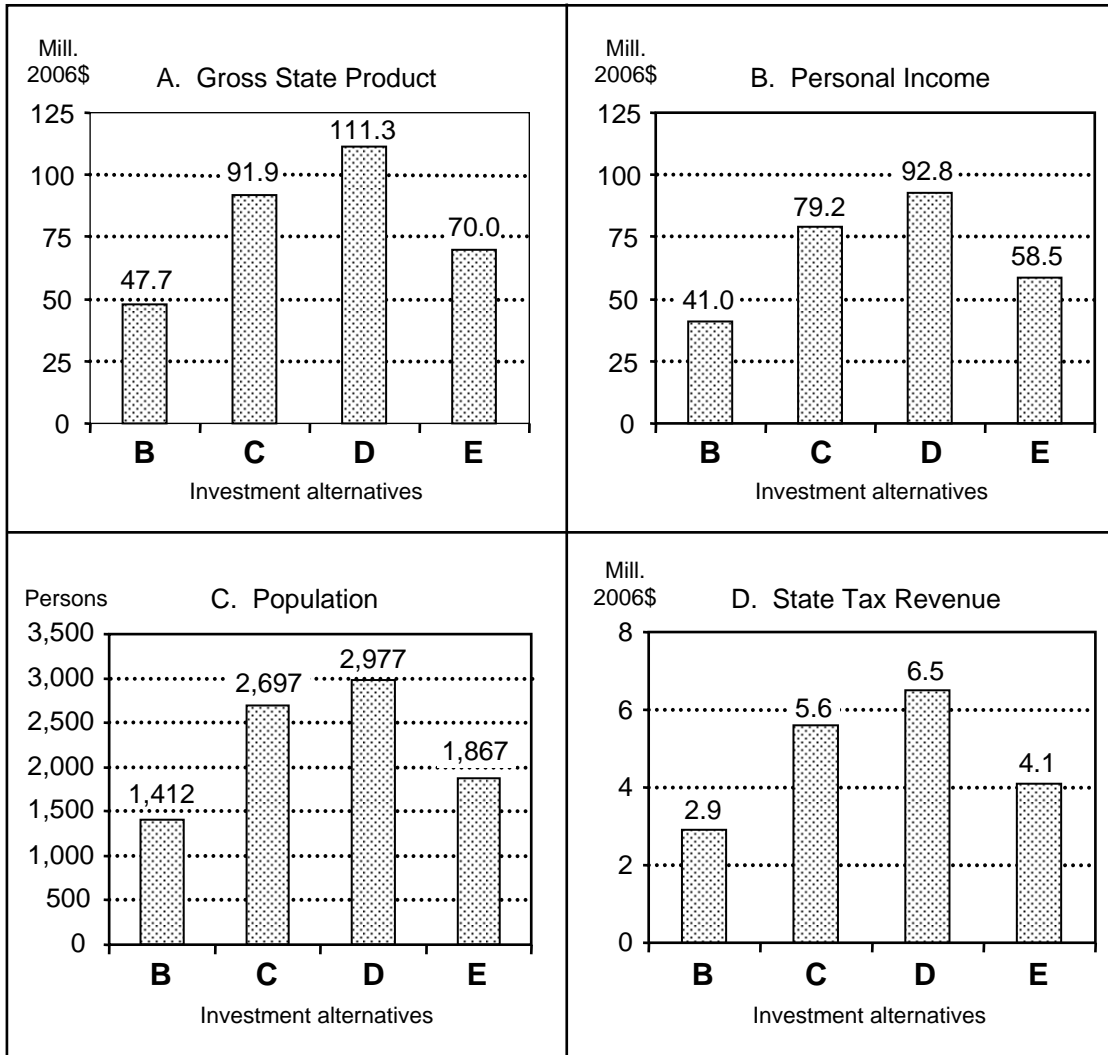 Mill.
2006$
A. Gross State Product
125
100
75
50
25
0
47.7
91.9
111.3
70.0
B
C
D
E
Investment alternatives
Mill.
2006$
B. Personal Income
125
100
75
50
25
0
41.0
79.2
92.8
58.5
B
C
D
E
Investment alternatives
Persons
C. Population
3,500
3,000
2,500
2,000
1,500
1,000
500
0
1,412
2,697
2,977
1,867
B
C
D
E
Investment alternatives
Mill.
2006$
D. State Tax Revenue
8
6
4
2
0
2.9
5.6
6.5
4.1
B
C
D
E
Investment alternatives